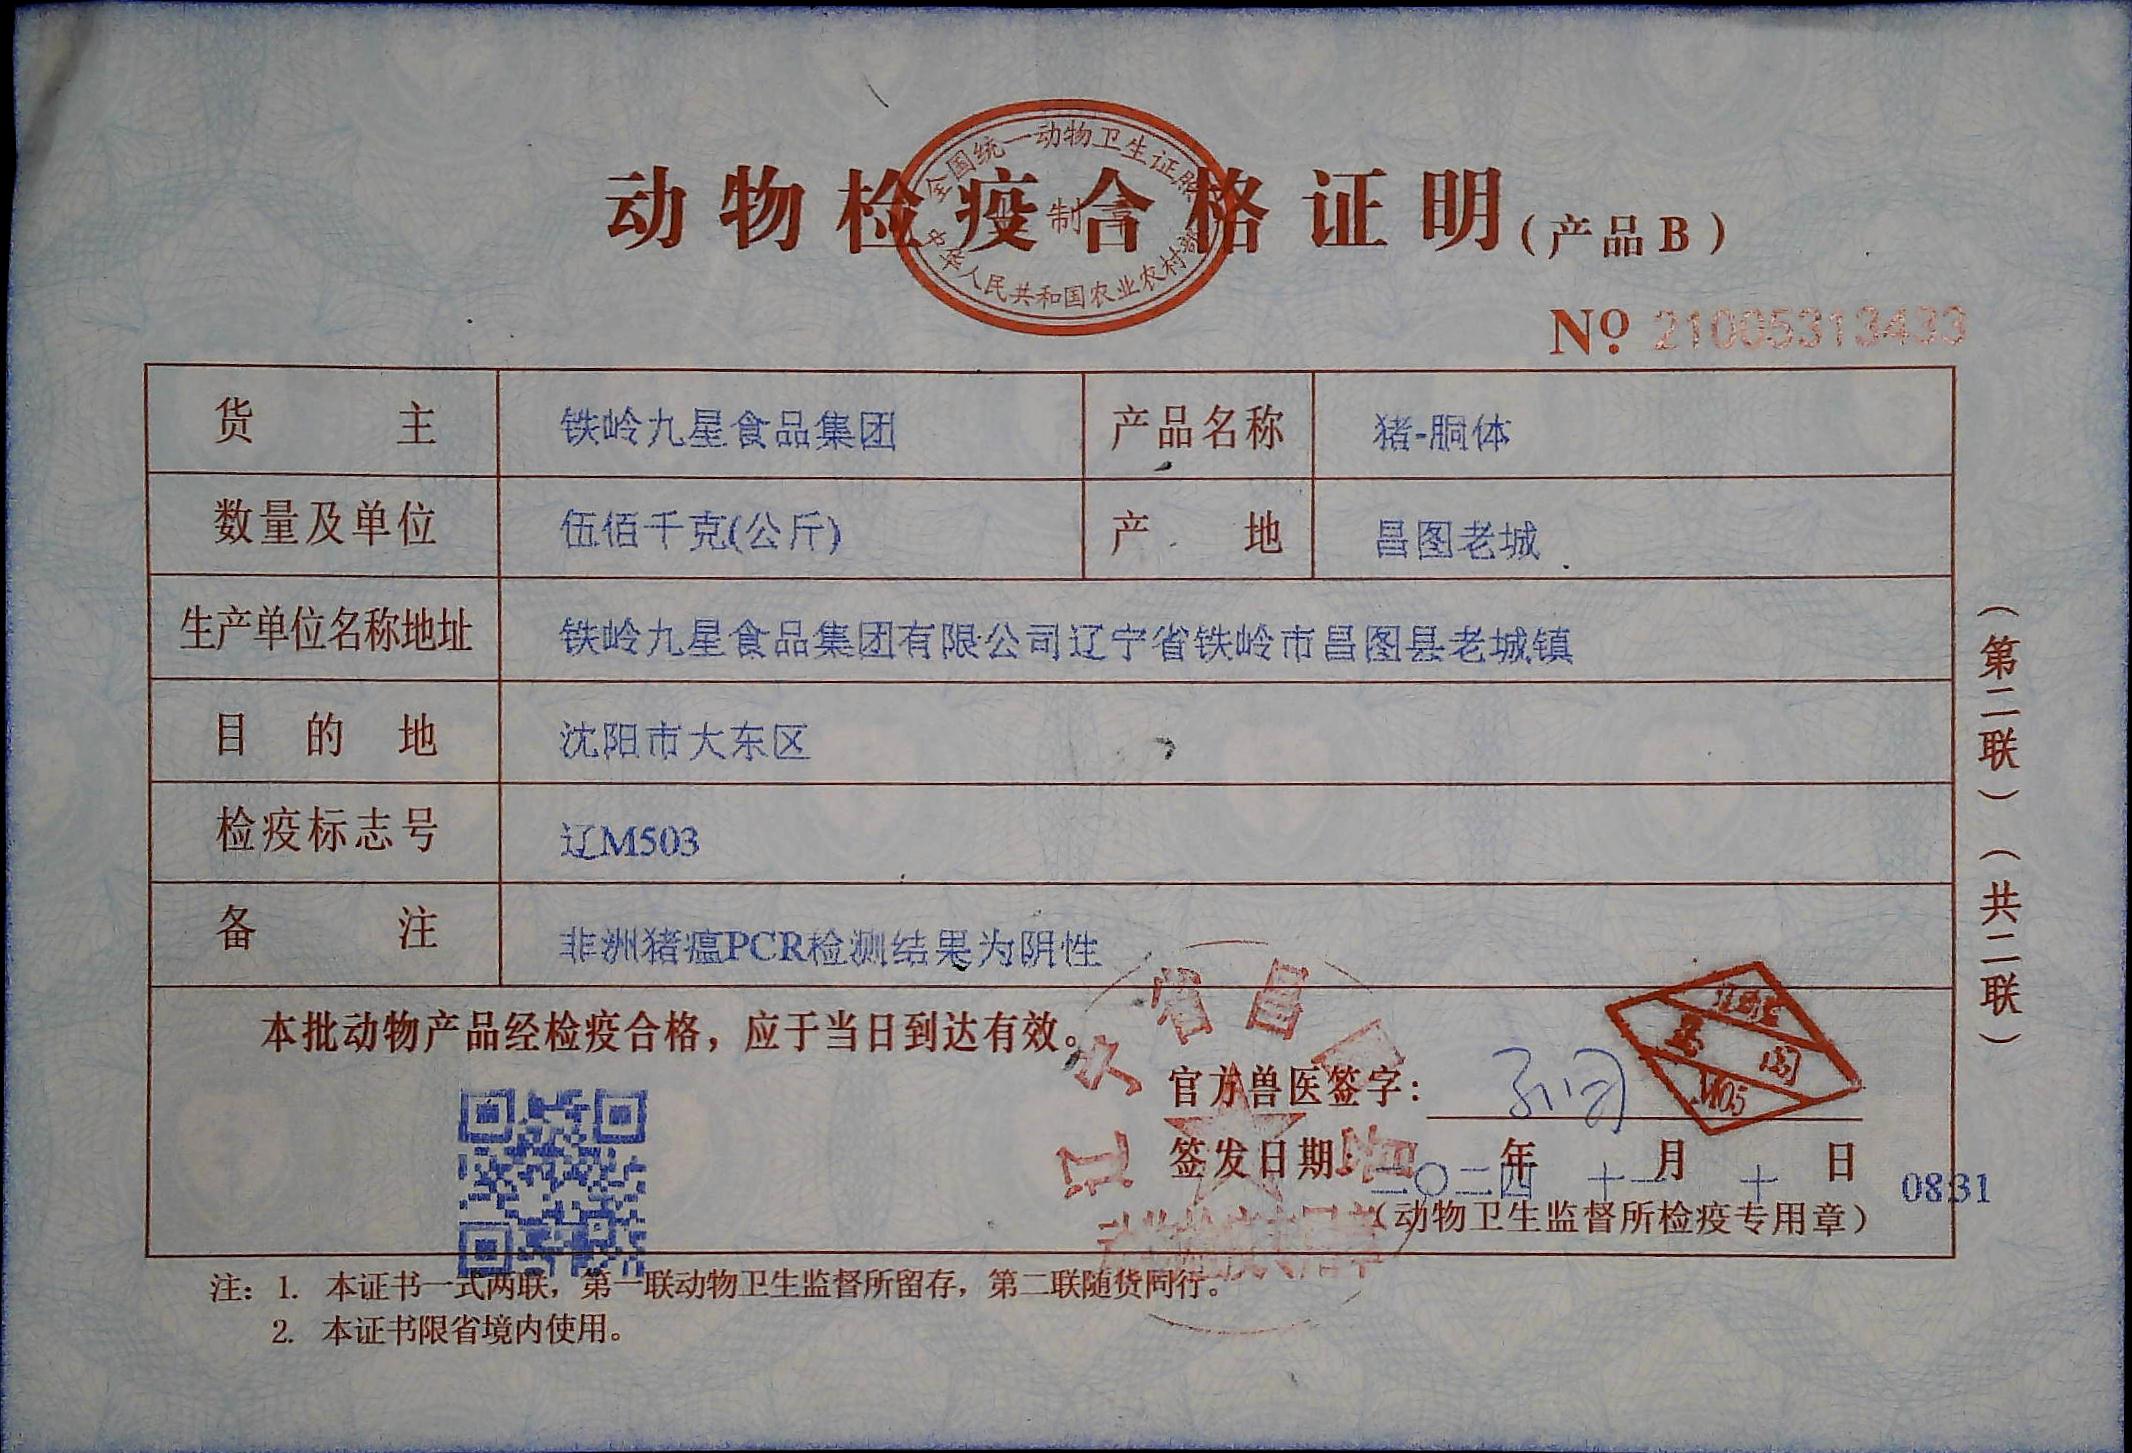 动物检疫合格证明(产品B)
全国统一动物卫生证
监制章
中华人民共和国农业农村部
№ 21005313433
货主 铁岭九星食品集团 产品名称 猪-胴体
数量及单位 伍佰千克(公斤) 产地 昌图老城
生产单位名称地址 铁岭九星食品集团有限公司辽宁省铁岭市昌图县老城镇
目的地 沈阳市大东区
检疫标志号 辽M503
备注 非洲猪瘟PCR检测结果为阴性
本批动物产品经检疫合格，应于当日到达有效。
官方兽医签字：
签发日期：二〇二四年十一月十日
0831
（动物卫生监督所检疫专用章）
注：1. 本证书一式两联，第一联动物卫生监督所留存，第二联随货同行。
2. 本证书限省境内使用。
（第二联）（共二联）